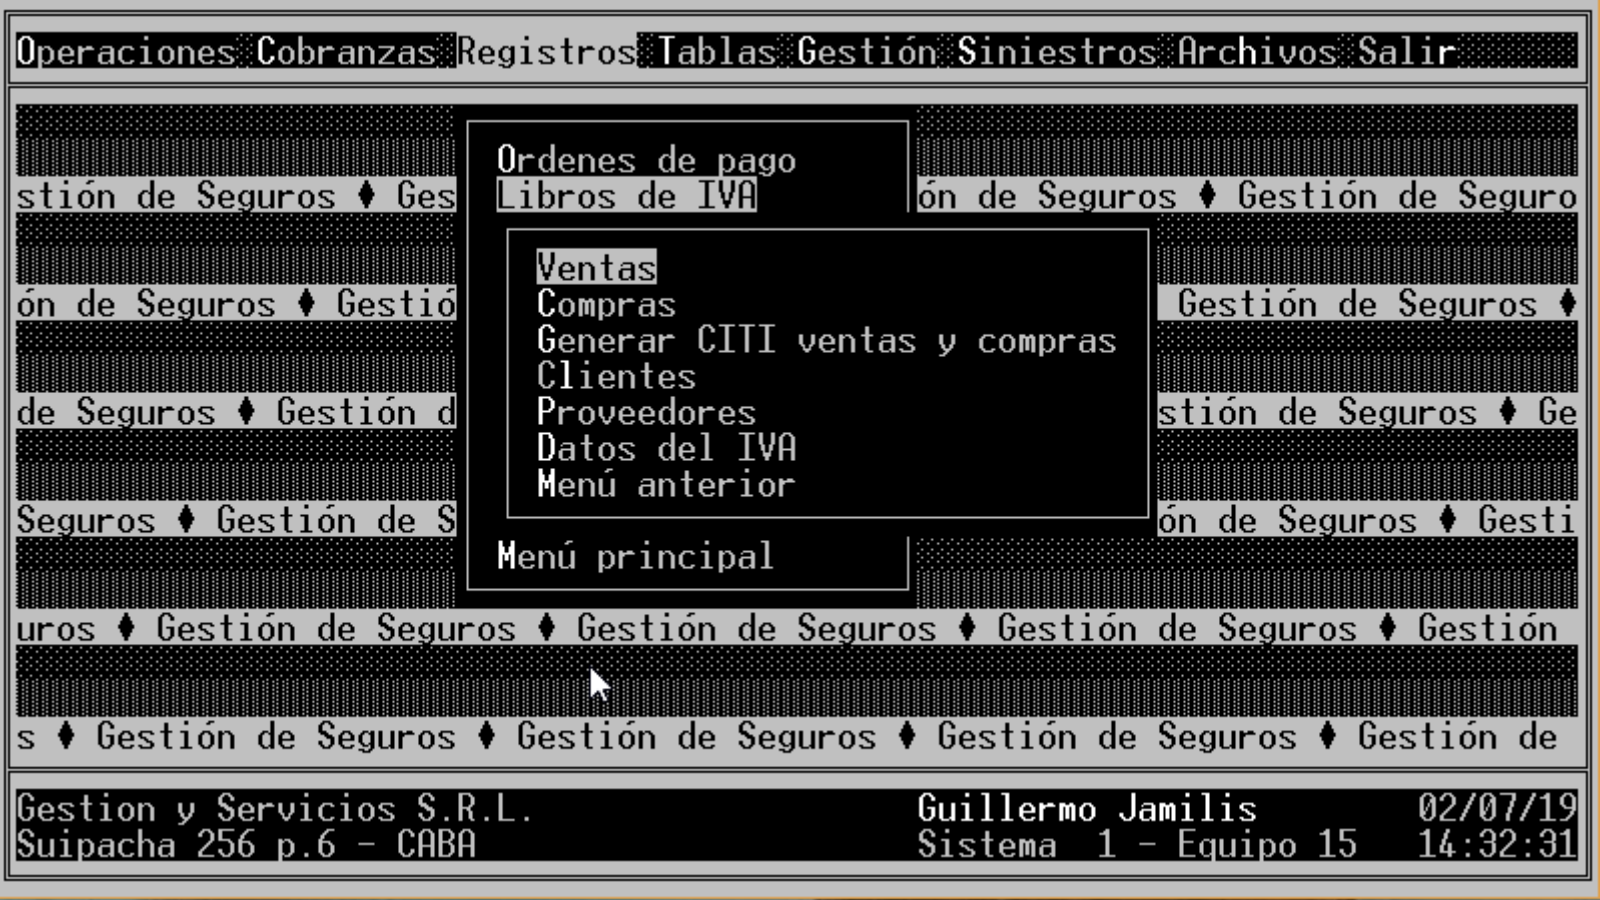 Operaciones Cobranzas Registros Tablas Gestión Siniestros Archivos Salir
Ordenes de pago
stión de Seguros ♦ Ges Libros de IVA ón de Seguros ♦ Gestión de Seguro
Ventas
ón de Seguros ♦ Gestió Compras Gestión de Seguros ♦
Generar CITI ventas y compras
Clientes
de Seguros ♦ Gestión d Proveedores stión de Seguros ♦ Ge
Datos del IVA
Menú anterior
Seguros ♦ Gestión de S ón de Seguros ♦ Gesti
Menú principal
uros ♦ Gestión de Seguros ♦ Gestión de Seguros ♦ Gestión de Seguros ♦ Gestión
s ♦ Gestión de Seguros ♦ Gestión de Seguros ♦ Gestión de Seguros ♦ Gestión de
Gestion y Servicios S.R.L. Guillermo Jamilis 02/07/19
Suipacha 256 p.6 - CABA Sistema 1 - Equipo 15 14:32:31